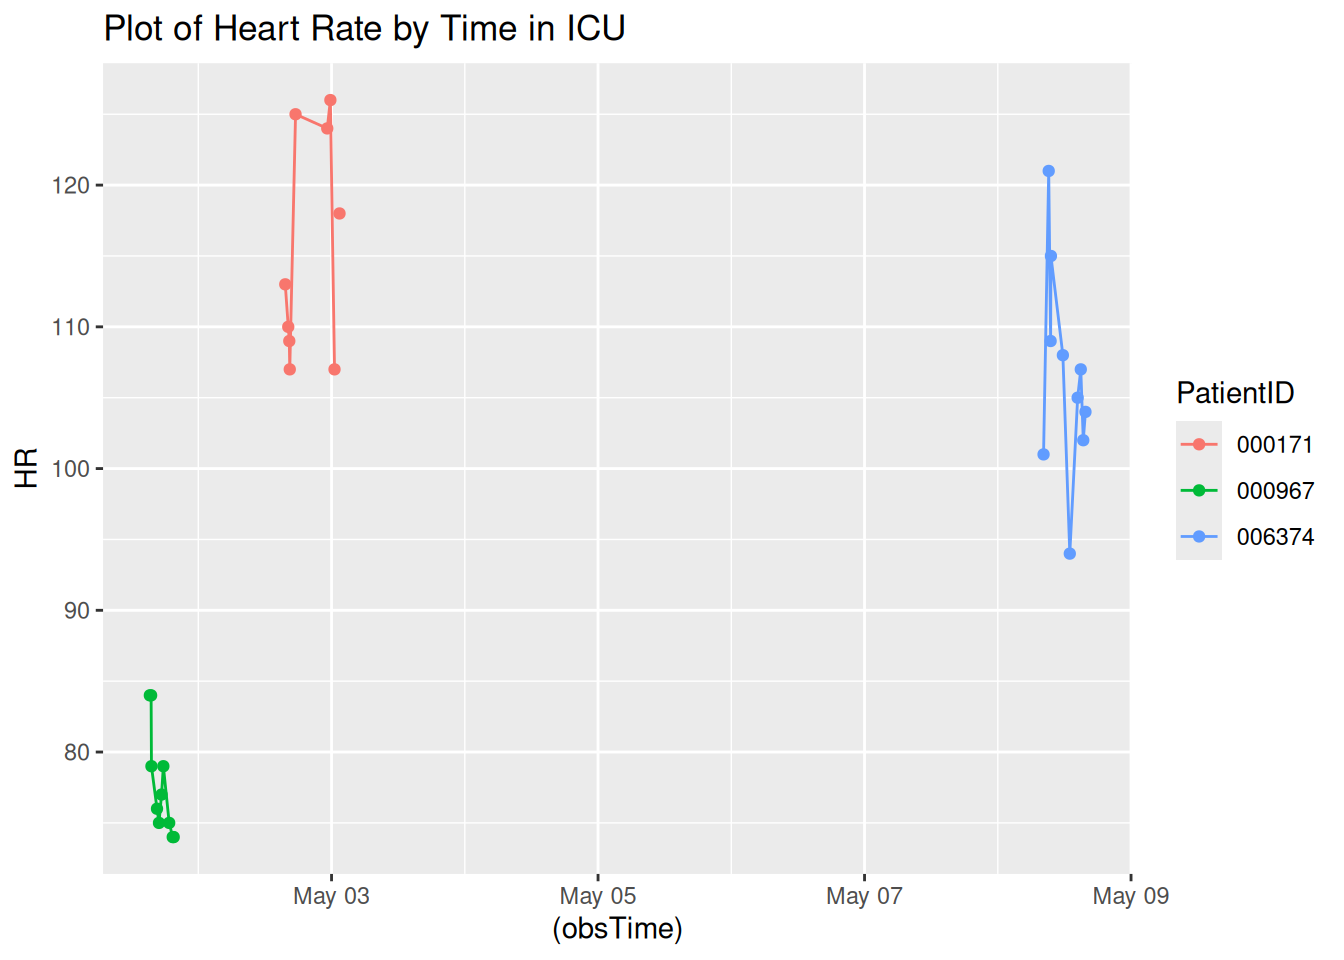 Plot of Heart Rate by Time in ICU
120
110
100
90
80
HR
May 03
May 05
May 07
May 09
(obsTime)
PatientID
000171
000967
006374